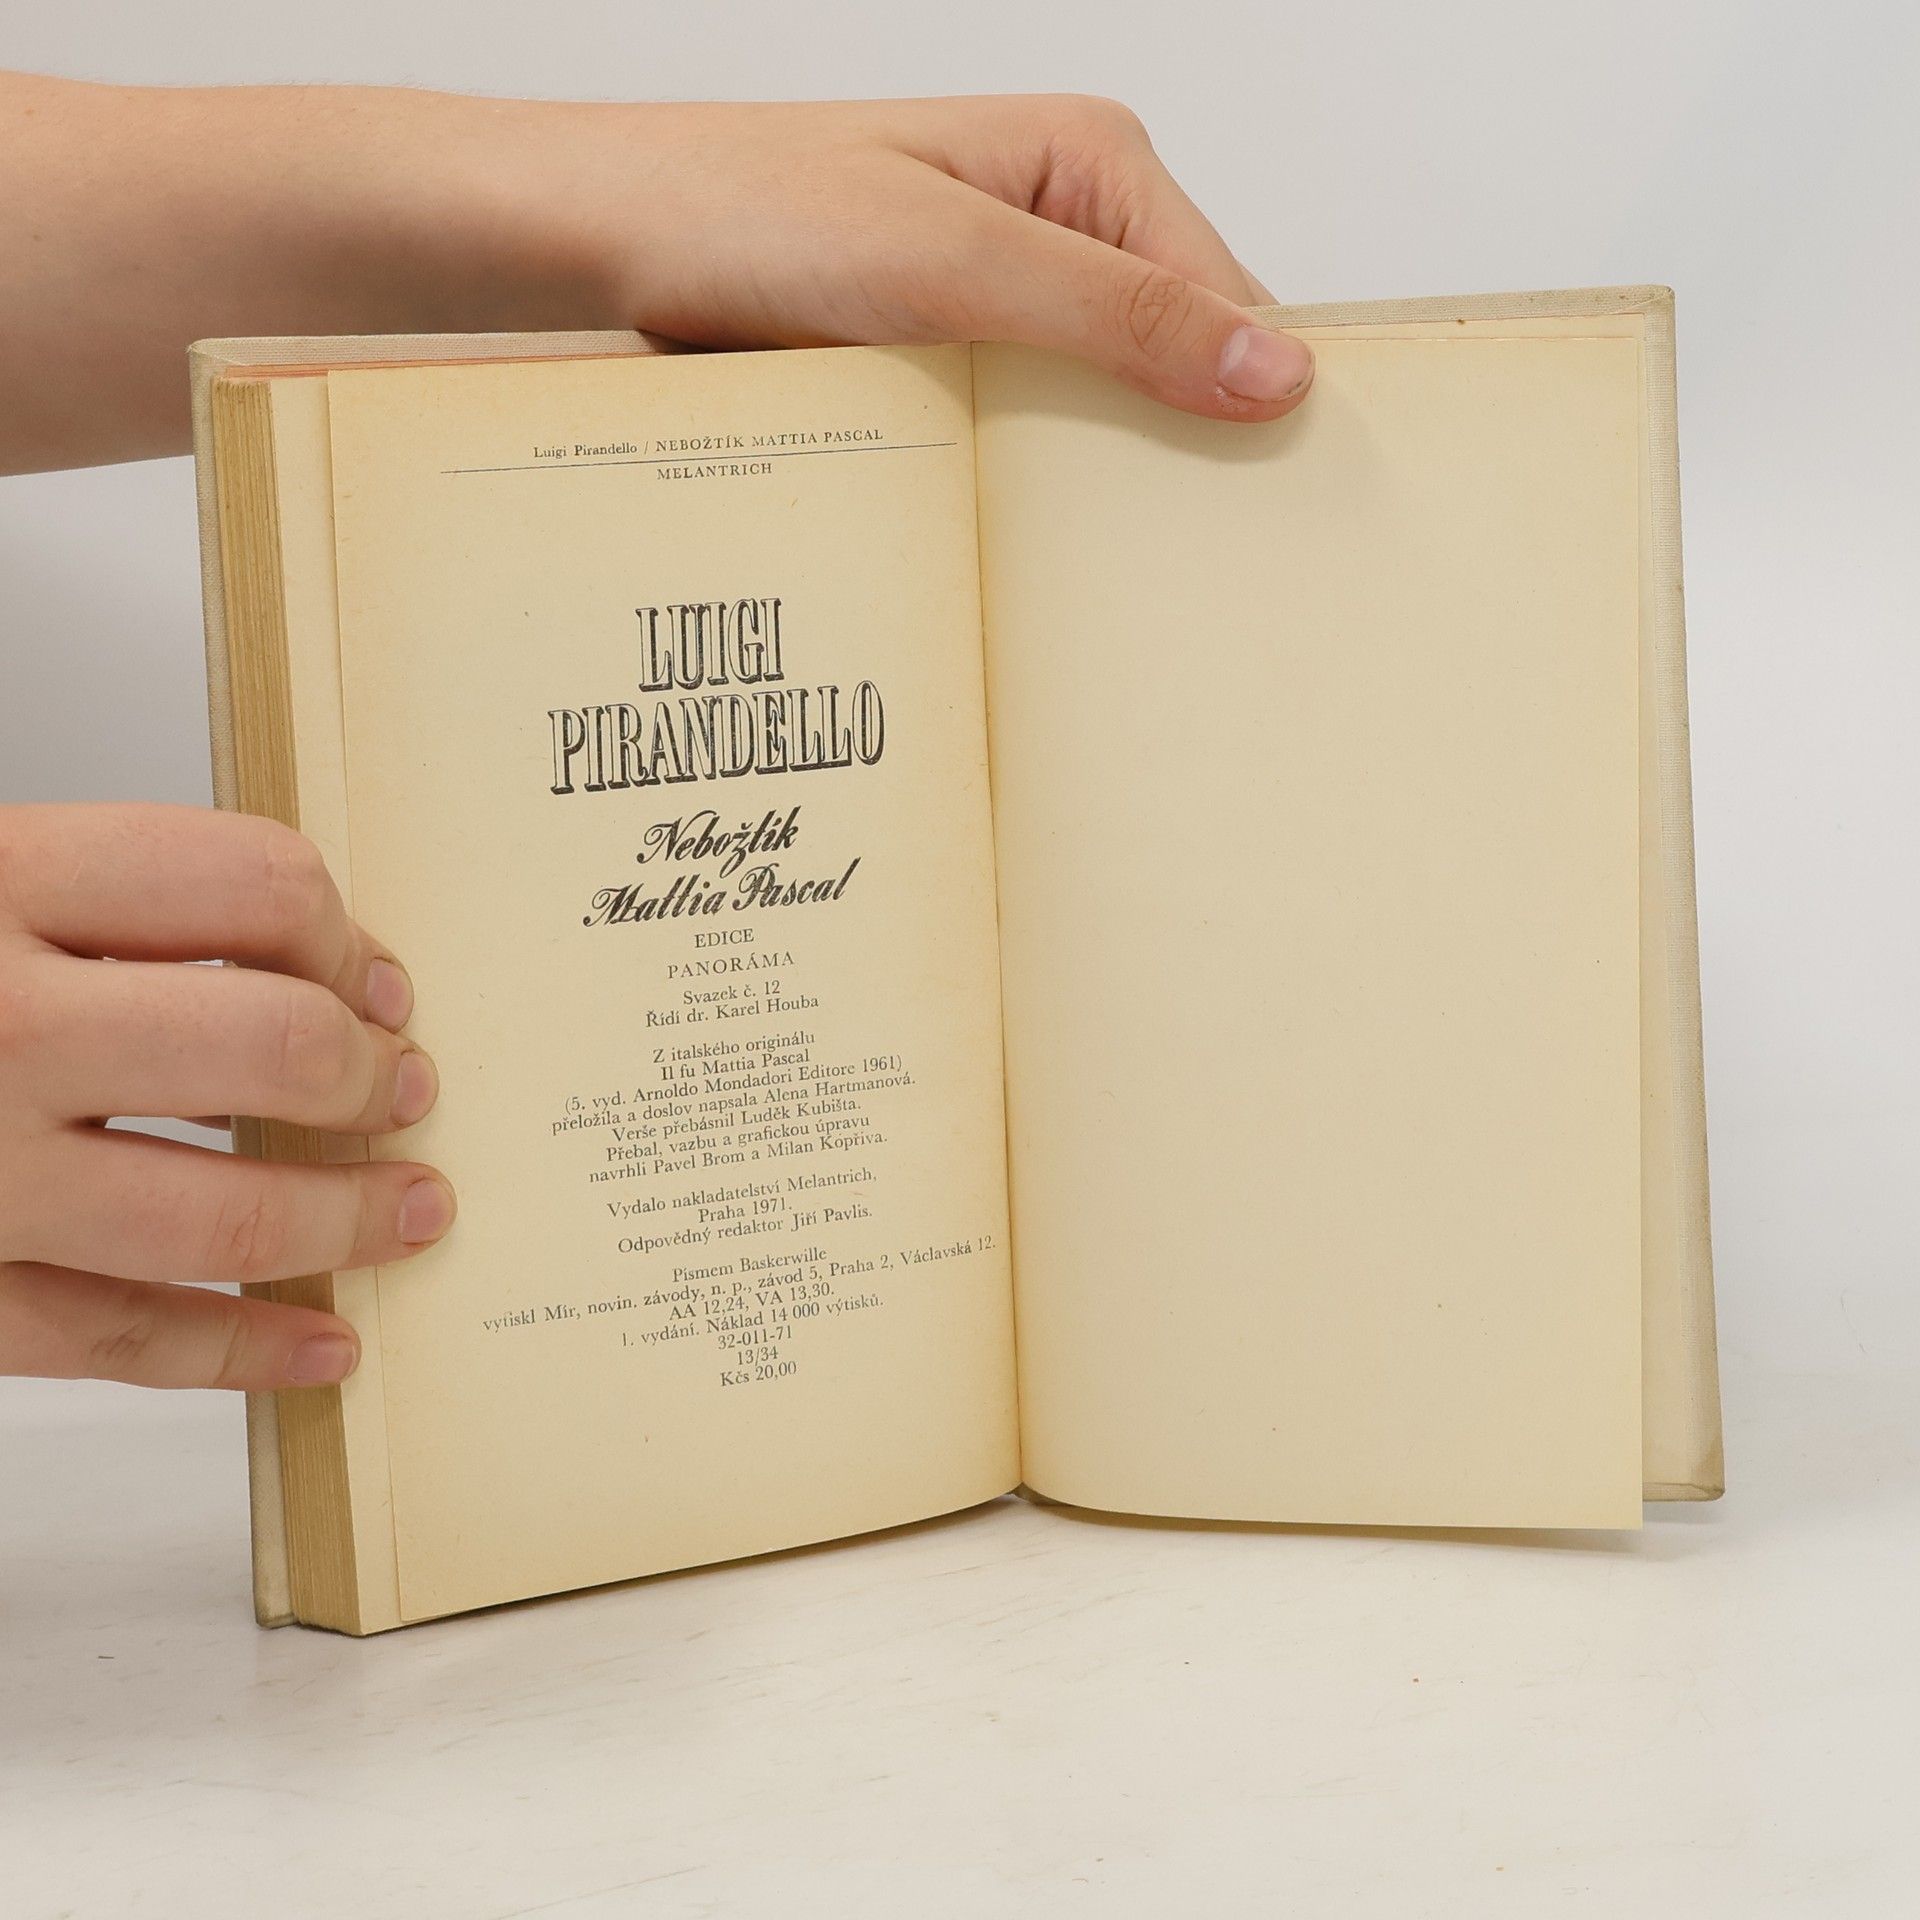 Luigi Pirandello / NEBOŽTÍK MATTIA PASCAL
MELANTRICH
LUIGI
PIRANDELLO
Nebožtík
Mattia Pascal
EDICE
PANORÁMA
Svazek č. 12
Řídí dr. Karel Houba
Z italského originálu
Il fu Mattia Pascal
(5. vyd. Arnoldo Mondadori Editore 1961)
přeložila a doslov napsala Alena Hartmanová.
Verše přebásnil Luděk Kubišta.
Přebal, vazbu a grafickou úpravu
navrhli Pavel Brom a Milan Kopřiva.
Vydalo nakladatelství Melantrich,
Praha 1971.
Odpovědný redaktor Jiří Pavlis.
Písmem Baskerwille
vytiskl Mír, novin. závody, n. p., závod 5, Praha 2, Václavská 12.
AA 12,24, VA 13,30.
1. vydání. Náklad 14 000 výtisků.
32-011-71
13/34
Kčs 20,00